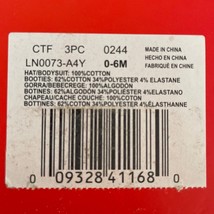 CTF 3PC 0244 MADE IN CHINA
HECHO EN CHINA
LN0073-A4Y 0-6M FABRIQUÉ EN CHINE
HAT/BODYSUIT: 100%COTTON
BOOTIES: 62%COTTON 34%POLYESTER 4% ELASTANE
GORRA/BEBECREGE: 100%ALGODÓN
BOTINES: 62%ALGODÓN 34%POLIESTER 4%ELASTANO
CHAPEAU/CACHE COUCHE: 100%COTON
BOTTINES: 62%COTON 34%POLYESTER 4%ÉLASTHANNE
0 09328 41168 0